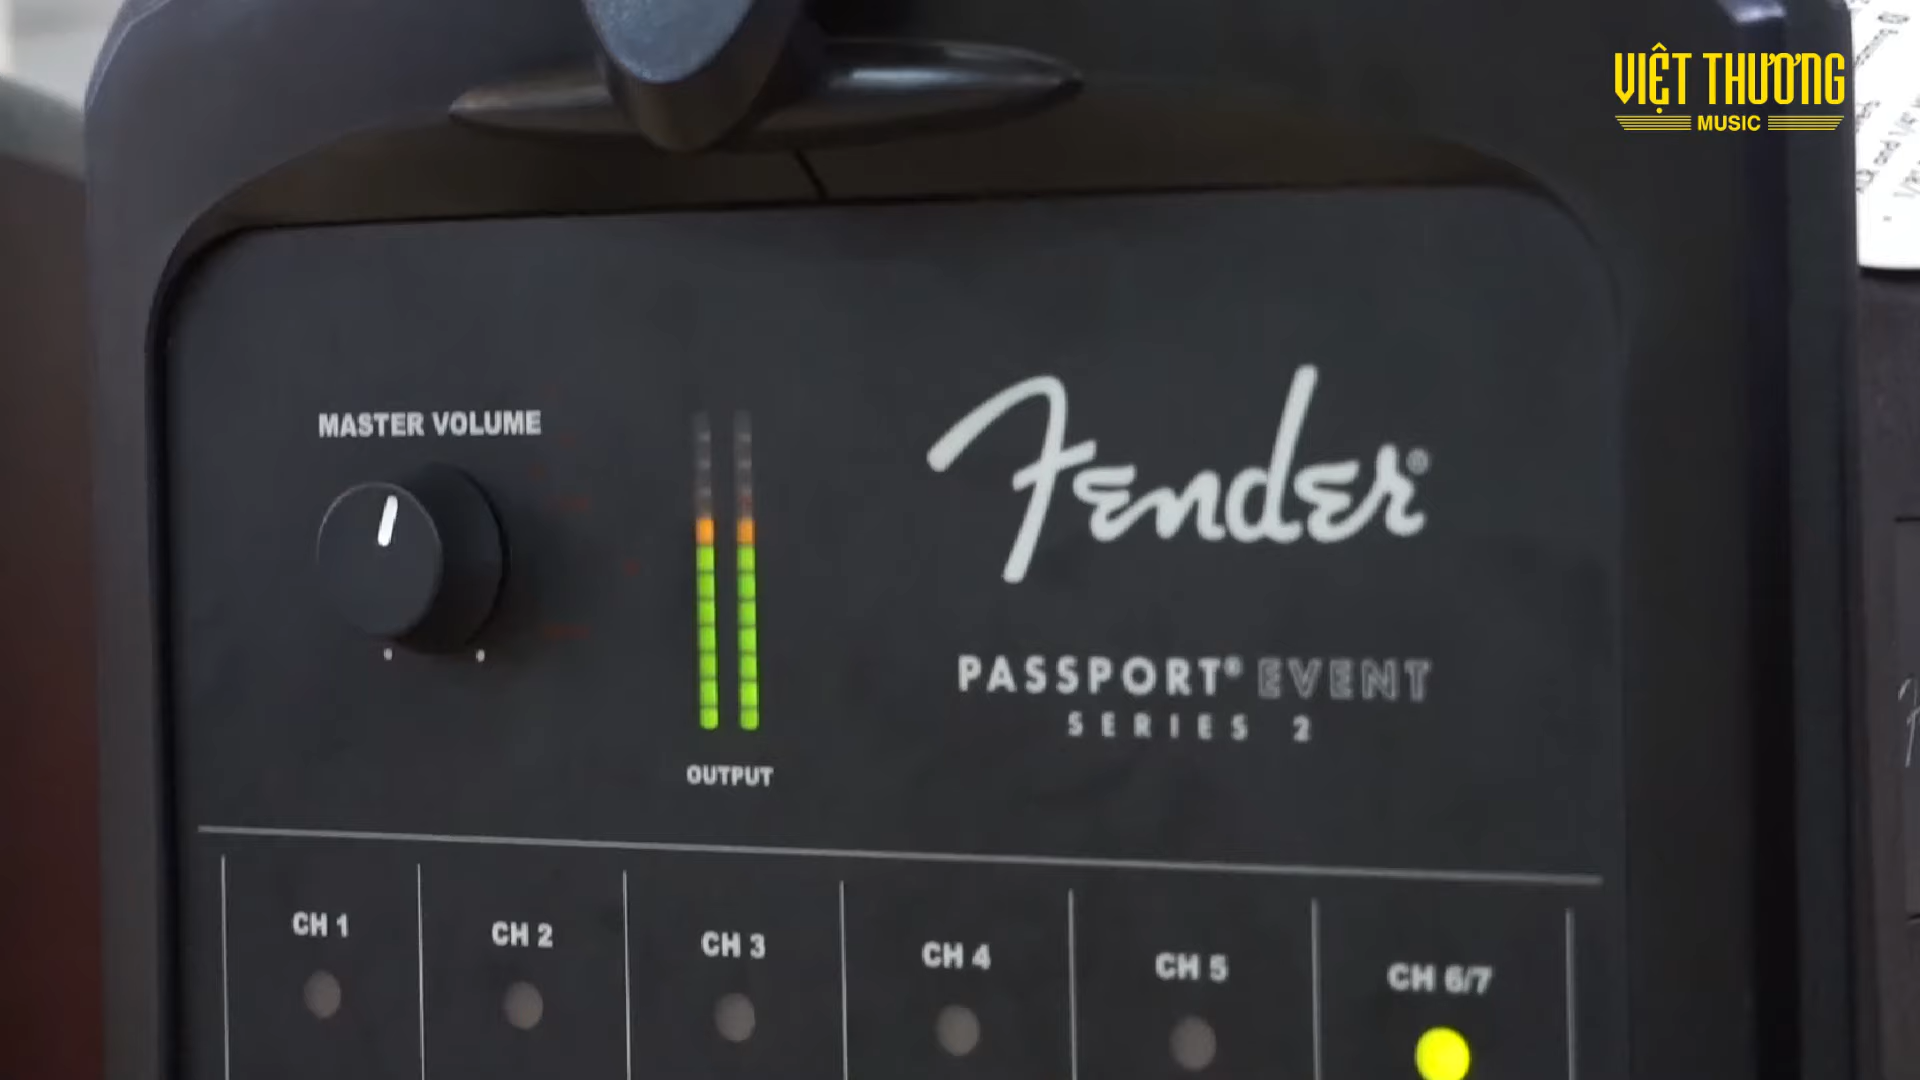 VIỆT THƯƠNG
MUSIC
MASTER VOLUME
Fender®
PASSPORT® EVENT
SERIES 2
OUTPUT
CH 1
CH 2
CH 3
CH 4
CH 5
CH 6/7